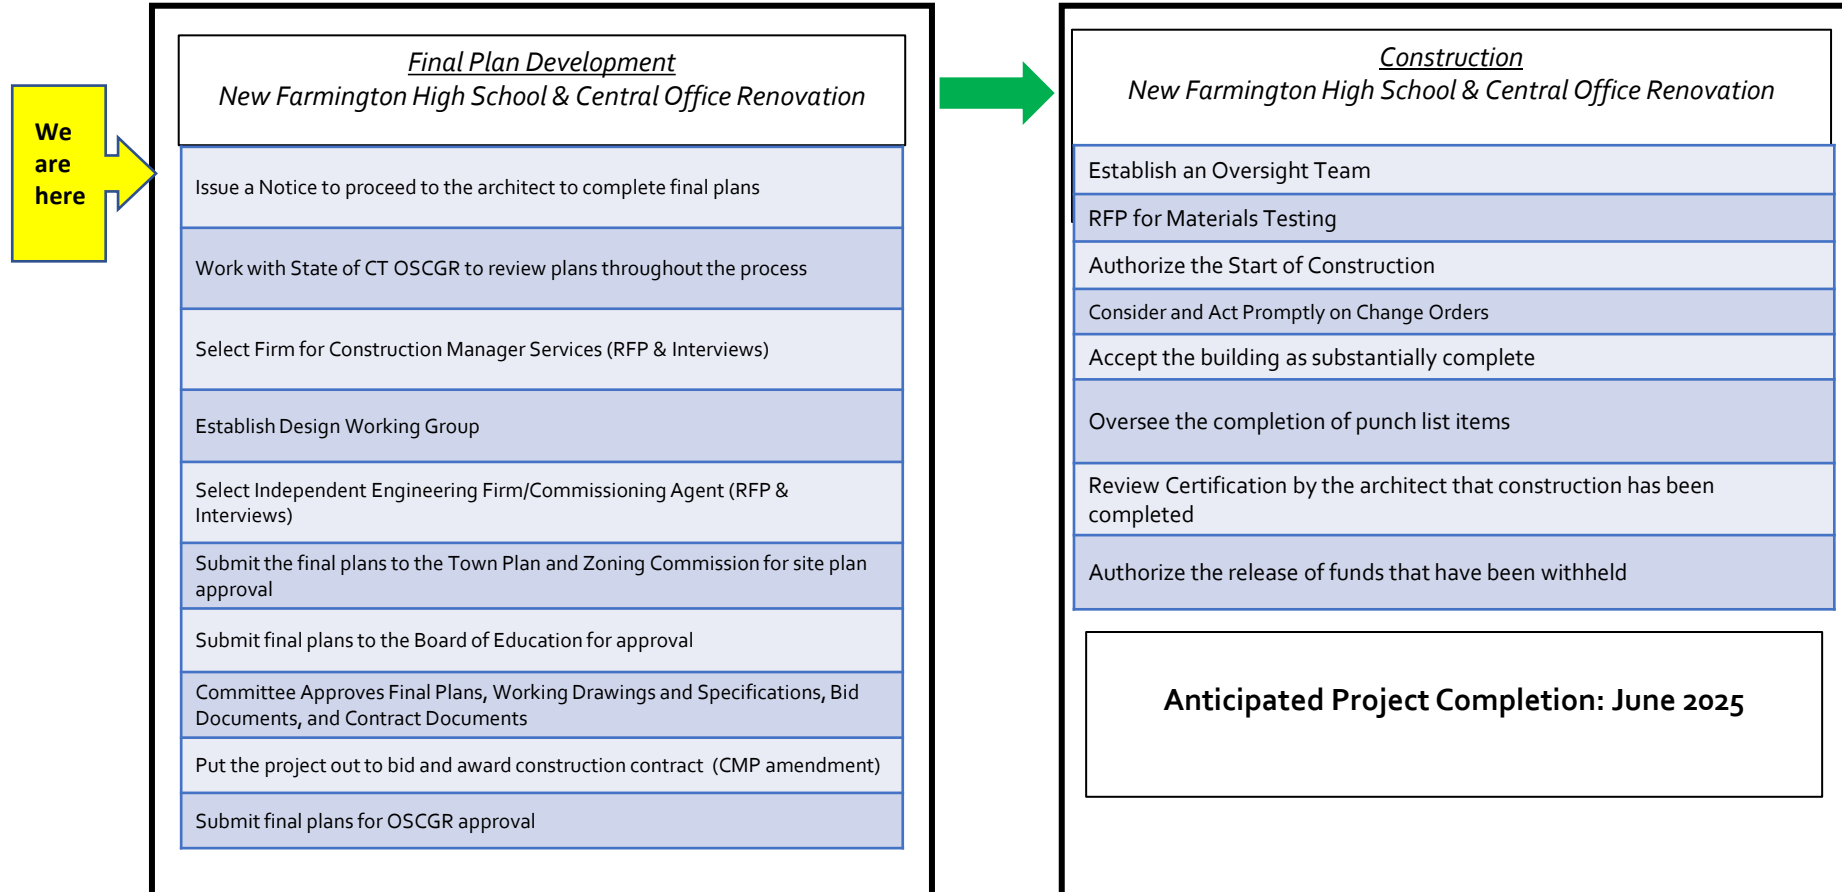 We
are
here
Final Plan Development
New Farmington High School & Central Office Renovation
Issue a Notice to proceed to the architect to complete final plans
Work with State of CT OSCGR to review plans throughout the process
Select Firm for Construction Manager Services (RFP & Interviews)
Establish Design Working Group
Select Independent Engineering Firm/Commissioning Agent (RFP &
Interviews)
Submit the final plans to the Town Plan and Zoning Commission for site plan
approval
Submit final plans to the Board of Education for approval
Committee Approves Final Plans, Working Drawings and Specifications, Bid
Documents, and Contract Documents
Put the project out to bid and award construction contract (CMP amendment)
Submit final plans for OSCGR approval
Construction
New Farmington High School & Central Office Renovation
Establish an Oversight Team
RFP for Materials Testing
Authorize the Start of Construction
Consider and Act Promptly on Change Orders
Accept the building as substantially complete
Oversee the completion of punch list items
Review Certification by the architect that construction has been
completed
Authorize the release of funds that have been withheld
Anticipated Project Completion: June 2025